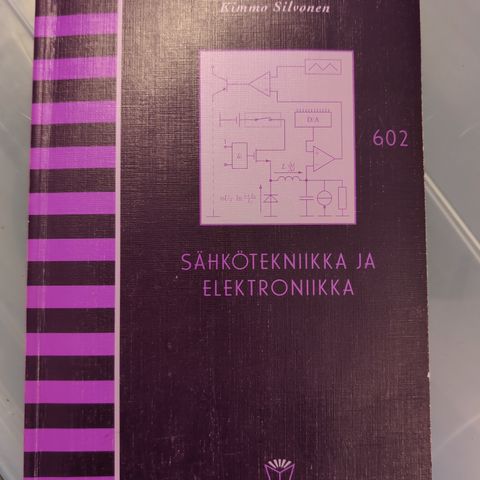 Kimmo Silvonen
D/A
602
SÄHKÖTEKNIIKKA JA
ELEKTRONIIKKA